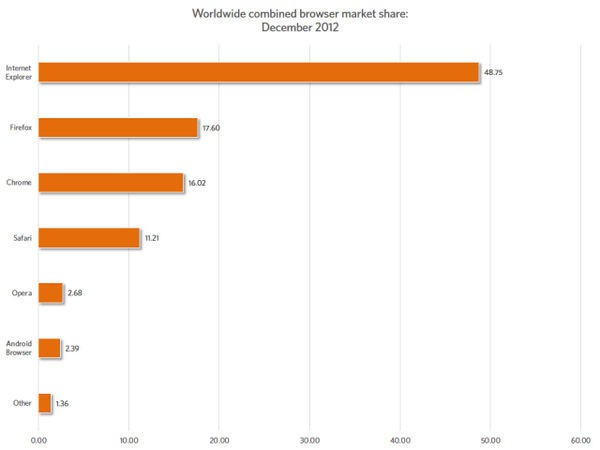 Worldwide combined browser market share:
December 2012
Internet
Explorer
48.75
Firefox
17.60
Chrome
16.02
Safari
11.21
Opera
2.68
Android
Browser
2.39
Other
1.36
0.00 10.00 20.00 30.00 40.00 50.00 60.00